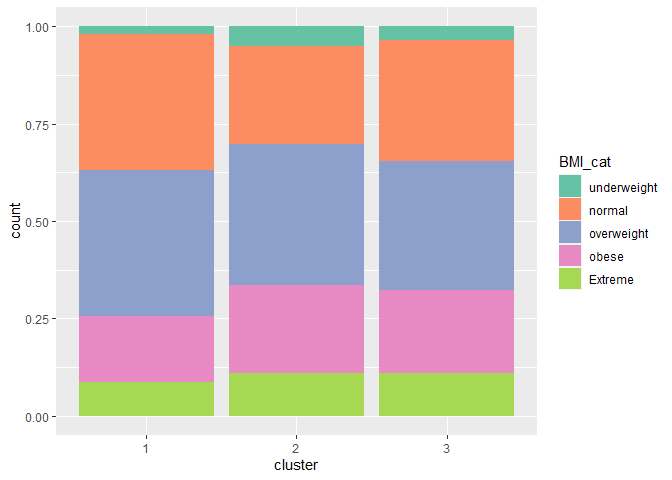 1.00
0.75
0.50
0.25
0.00
count
1
2
3
cluster
BMI_cat
underweight
normal
overweight
obese
Extreme